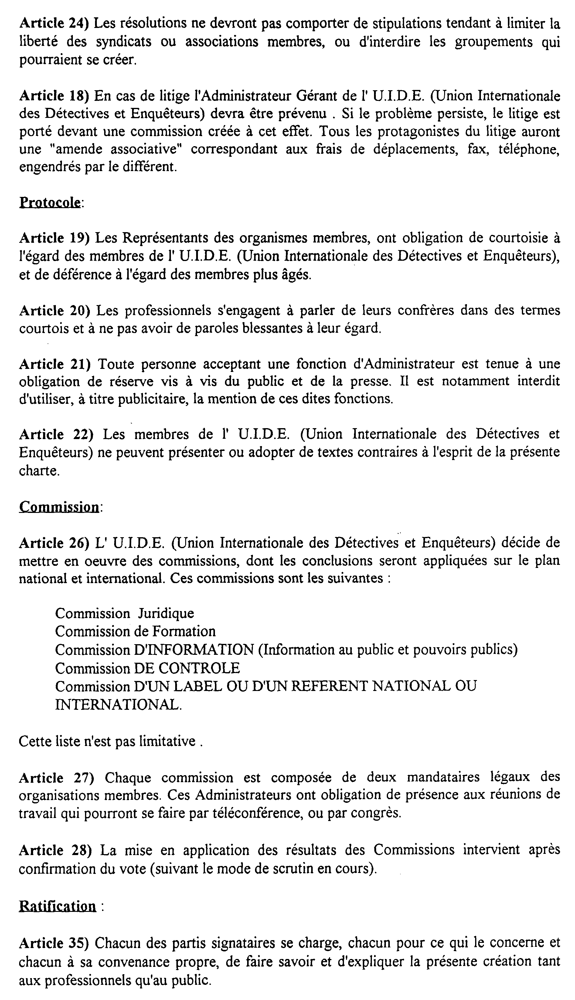 Article 24) Les résolutions ne devront pas comporter de stipulations tendant à limiter la
liberté des syndicats ou associations membres, ou d'interdire les groupements qui
pourraient se créer.
Article 18) En cas de litige l'Administrateur Gérant de l' U.I.D.E. (Union Internationale
des Détectives et Enquêteurs) devra être prévenu . Si le problème persiste, le litige est
porté devant une commission créée à cet effet. Tous les protagonistes du litige auront
une "amende associative" correspondant aux frais de déplacements, fax, téléphone,
engendrés par le différent.
Protocole:
Article 19) Les Représentants des organismes membres, ont obligation de courtoisie à
l'égard des membres de l' U.I.D.E. (Union Internationale des Détectives et Enquêteurs),
et de déférence à l'égard des membres plus âgés.
Article 20) Les professionnels s'engagent à parler de leurs confrères dans des termes
courtois et à ne pas avoir de paroles blessantes à leur égard.
Article 21) Toute personne acceptant une fonction d'Administrateur est tenue à une
obligation de réserve vis à vis du public et de la presse. Il est notamment interdit
d'utiliser, à titre publicitaire, la mention de ces dites fonctions.
Article 22) Les membres de l' U.I.D.E. (Union Internationale des Détectives et
Enquêteurs) ne peuvent présenter ou adopter de textes contraires à l'esprit de la présente
charte.
Commission:
Article 26) L' U.I.D.E. (Union Internationale des Détectives et Enquêteurs) décide de
mettre en oeuvre des commissions, dont les conclusions seront appliquées sur le plan
national et international. Ces commissions sont les suivantes :
Commission Juridique
Commission de Formation
Commission D'INFORMATION (Information au public et pouvoirs publics)
Commission DE CONTROLE
Commission D'UN LABEL OU D'UN REFERENT NATIONAL OU
INTERNATIONAL.
Cette liste n'est pas limitative .
Article 27) Chaque commission est composée de deux mandataires légaux des
organisations membres. Ces Administrateurs ont obligation de présence aux réunions de
travail qui pourront se faire par téléconférence, ou par congrès.
Article 28) La mise en application des résultats des Commissions intervient après
confirmation du vote (suivant le mode de scrutin en cours).
Ratification :
Article 35) Chacun des partis signataires se charge, chacun pour ce qui le concerne et
chacun à sa convenance propre, de faire savoir et d'expliquer la présente création tant
aux professionnels qu'au public.